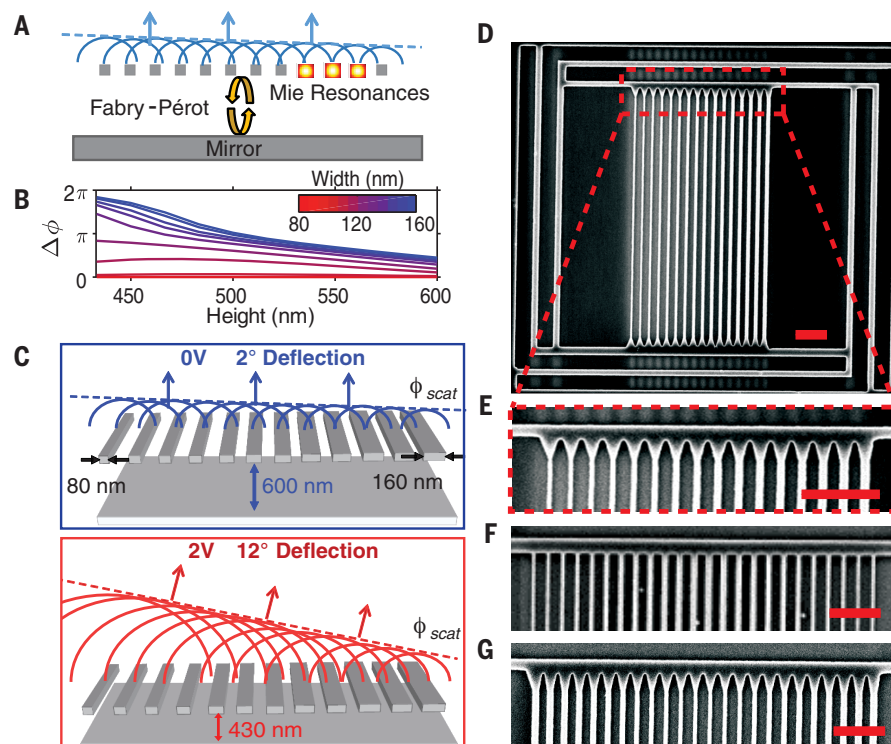 A
Fabry-Pérot
Mie Resonances
Mirror
B
Δϕ
2π
π
0
Width (nm)
80 120 160
450 500 550 600
Height (nm)
C
0V 2° Deflection
ϕ scat
80 nm
600 nm
160 nm
2V 12° Deflection
ϕ scat
430 nm
D
E
F
G